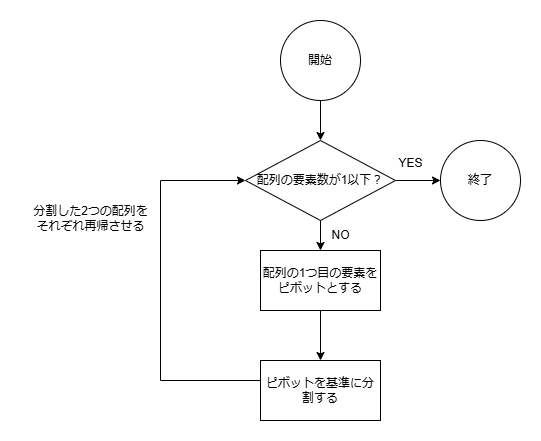 開始
配列の要素数が1以下？
YES
終了
分割した2つの配列を
それぞれ再帰させる
NO
配列の1つ目の要素を
ピボットとする
ピボットを基準に分
割する